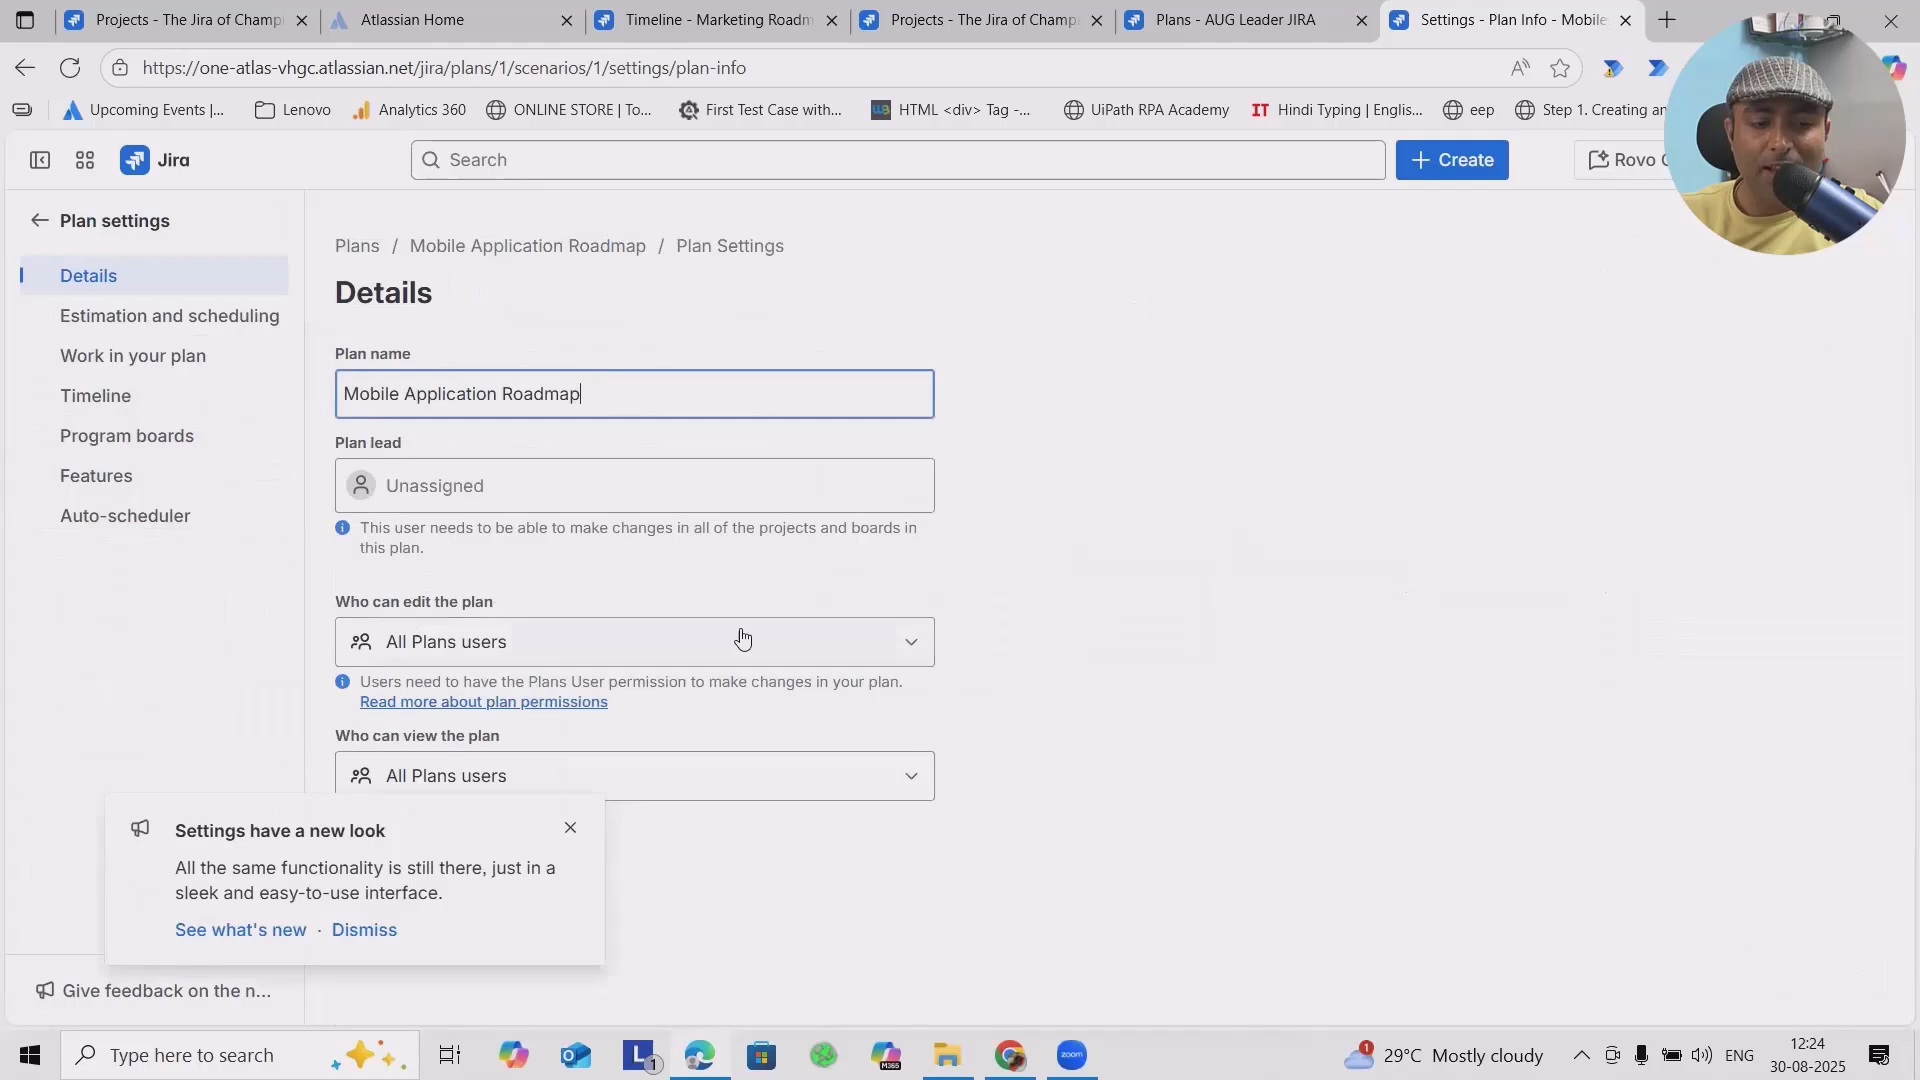 Projects - The Jira of Champi
Atlassian Home
Timeline - Marketing Roadm
Projects - The Jira of Champi
Plans - AUG Leader JIRA
Settings - Plan Info - Mobile
https://one-atlas-vhgc.atlassian.net/jira/plans/1/scenarios/1/settings/plan-info
Upcoming Events |...
Lenovo
Analytics 360
ONLINE STORE | To...
First Test Case with...
HTML <div> Tag -...
UiPath RPA Academy
IT Hindi Typing | Englis...
eep
Step 1. Creating an
Jira
Search
Create
Rovo
Plan settings
Details
Estimation and scheduling
Work in your plan
Timeline
Program boards
Features
Auto-scheduler
Give feedback on the n...
Plans / Mobile Application Roadmap / Plan Settings
Details
Plan name
Mobile Application Roadmap
Plan lead
Unassigned
This user needs to be able to make changes in all of the projects and boards in
this plan.
Who can edit the plan
All Plans users
Users need to have the Plans User permission to make changes in your plan.
Read more about plan permissions
Who can view the plan
All Plans users
Settings have a new look
All the same functionality is still there, just in a
sleek and easy-to-use interface.
See what's new · Dismiss
Type here to search
L 1
M365
zoom
1
29°C Mostly cloudy
ENG
12:24
30-08-2025